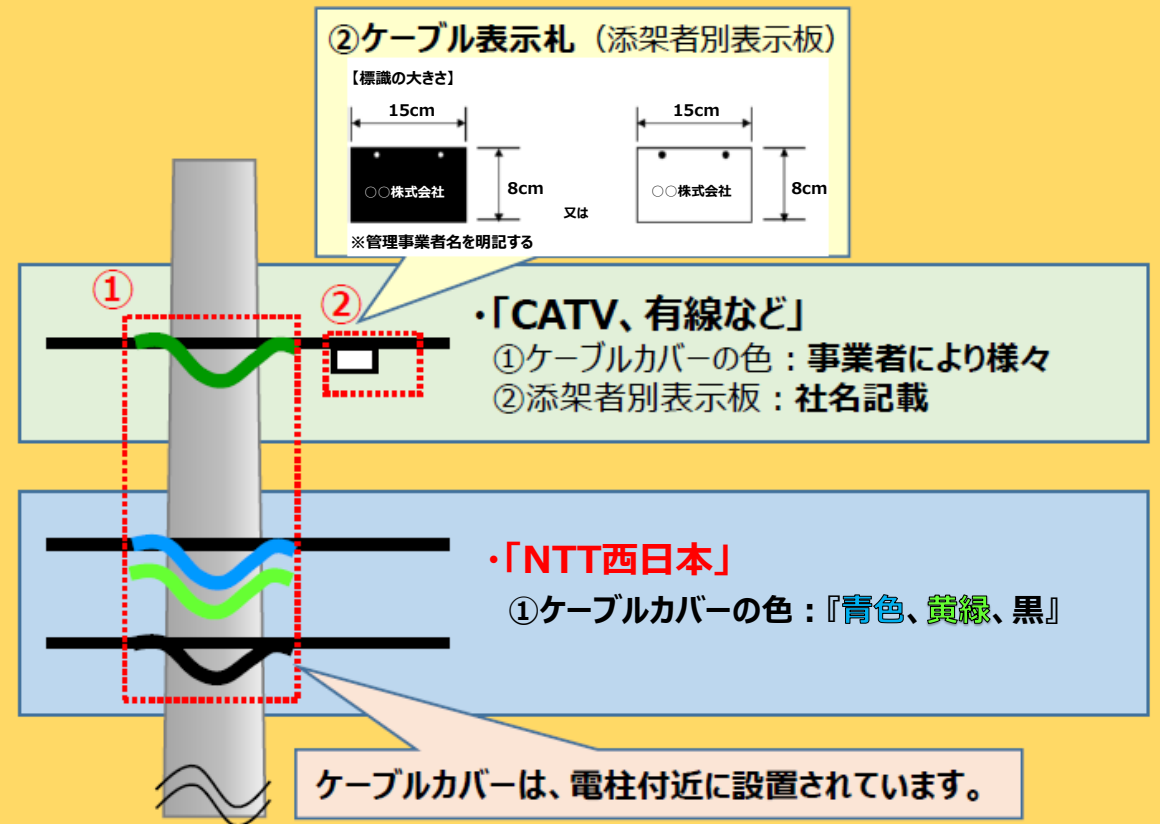 ②ケーブル表示札（添架者別表示板）
【標識の大きさ】
15cm
15cm
○○株式会社
8cm
又は
○○株式会社
8cm
※管理事業者名を明記する
①
②
・「CATV、有線など」
①ケーブルカバーの色：事業者により様々
②添架者別表示板：社名記載
・「NTT西日本」
①ケーブルカバーの色：『青色、黄緑、黒』
ケーブルカバーは、電柱付近に設置されています。